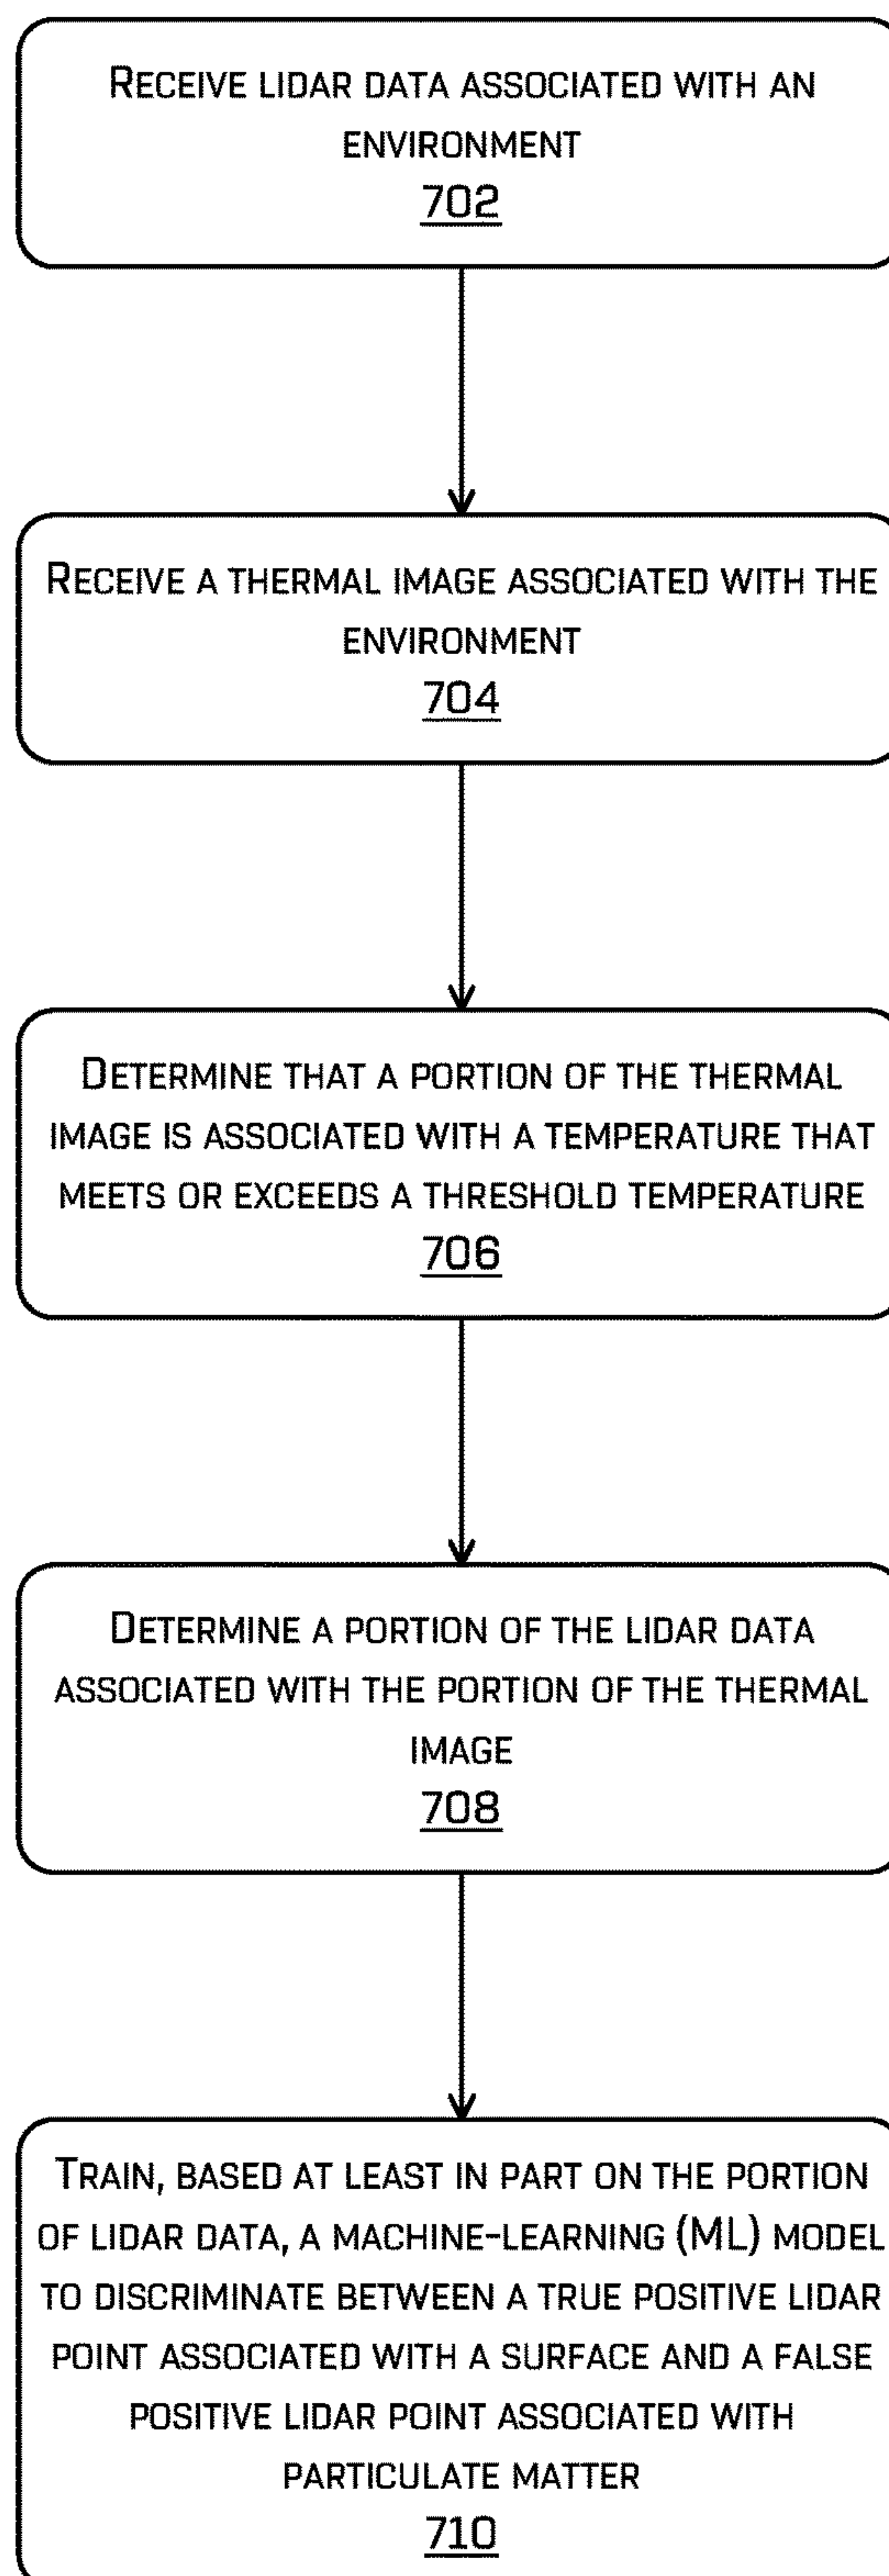 RECEIVE LIDAR DATA ASSOCIATED WITH AN
ENVIRONMENT
702
RECEIVE A THERMAL IMAGE ASSOCIATED WITH THE
ENVIRONMENT
704
DETERMINE THAT A PORTION OF THE THERMAL
IMAGE IS ASSOCIATED WITH A TEMPERATURE THAT
MEETS OR EXCEEDS A THRESHOLD TEMPERATURE
706
DETERMINE A PORTION OF THE LIDAR DATA
ASSOCIATED WITH THE PORTION OF THE THERMAL
IMAGE
708
TRAIN, BASED AT LEAST IN PART ON THE PORTION
OF LIDAR DATA, A MACHINE-LEARNING (ML) MODEL
TO DISCRIMINATE BETWEEN A TRUE POSITIVE LIDAR
POINT ASSOCIATED WITH A SURFACE AND A FALSE
POSITIVE LIDAR POINT ASSOCIATED WITH
PARTICULATE MATTER
710